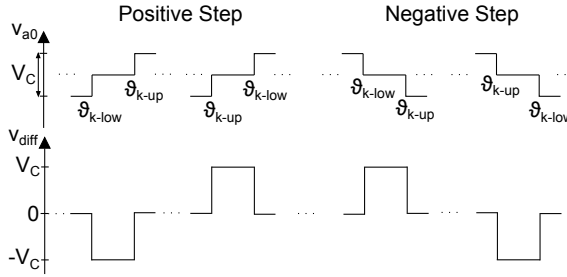 Positive Step Negative Step
v_a0
V_C
ϑ_k-low ϑ_k-up ϑ_k-up ϑ_k-low ϑ_k-low ϑ_k-up ϑ_k-up ϑ_k-low
v_diff
V_C
0
-V_C